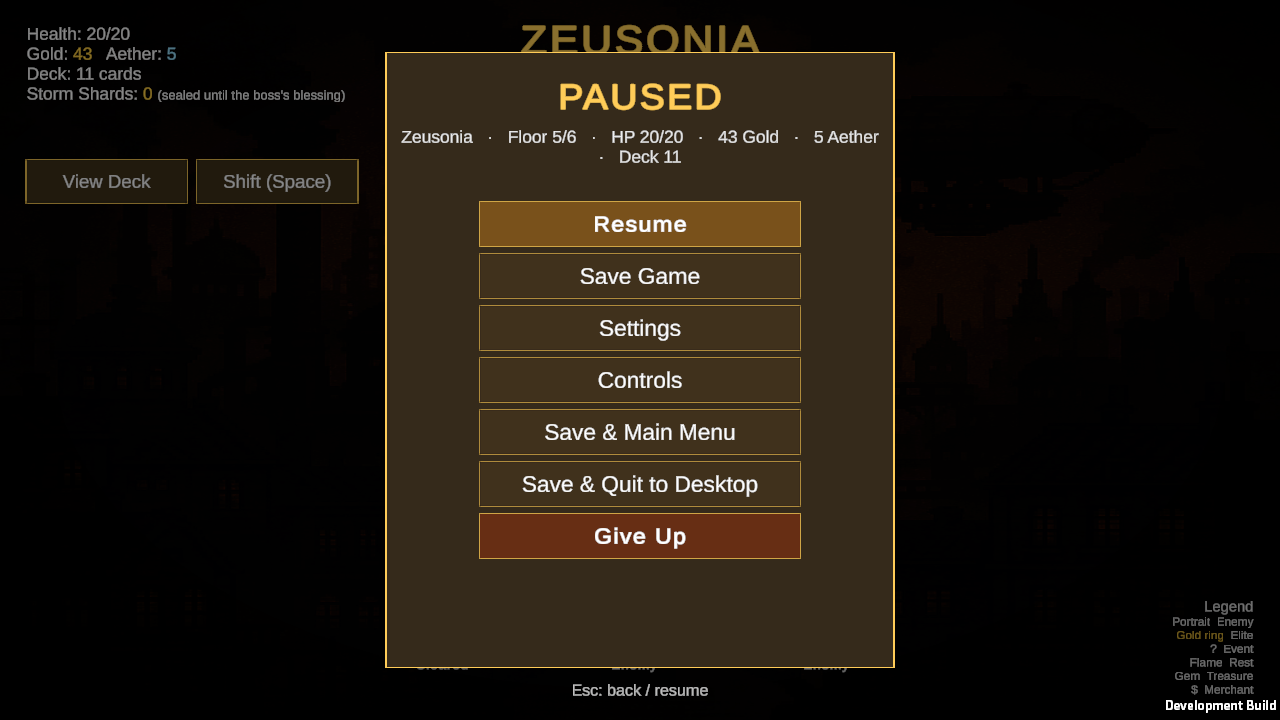 Health: 20/20
Gold: 43 Aether: 5
Deck: 11 cards
Storm Shards: 0 (sealed until the boss's blessing)
View Deck
Shift (Space)
ZEUSONIA
PAUSED
Zeusonia · Floor 5/6 · HP 20/20 · 43 Gold · 5 Aether
· Deck 11
Resume
Save Game
Settings
Controls
Save & Main Menu
Save & Quit to Desktop
Give Up
Esc: back / resume
Legend
Portrait Enemy
Gold ring Elite
? Event
Flame Rest
Gem Treasure
$ Merchant
Development Build